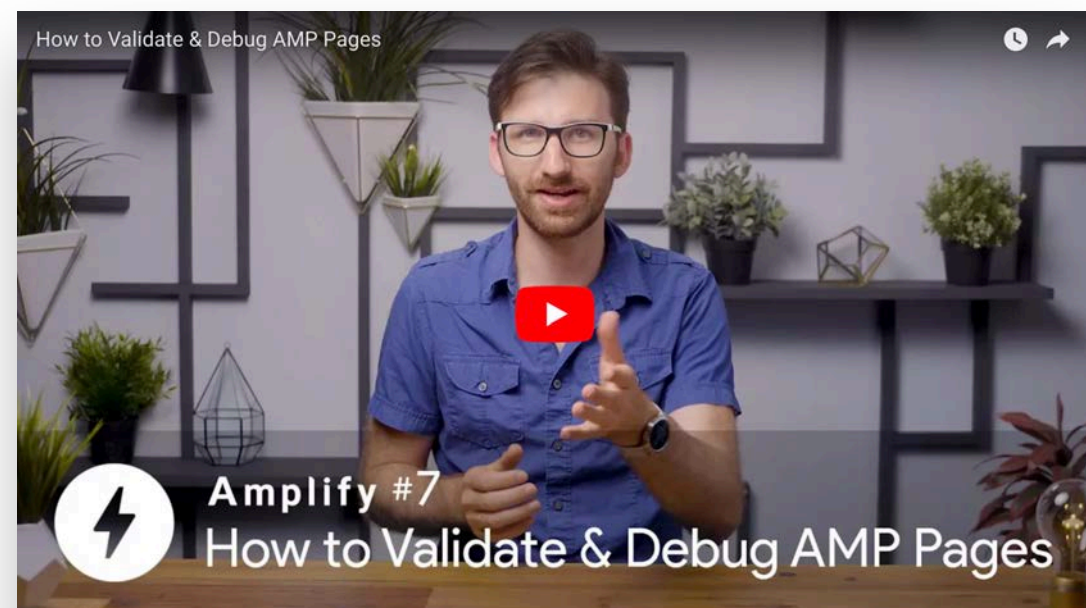 How to Validate & Debug AMP Pages
Amplify #7
How to Validate & Debug AMP Pages